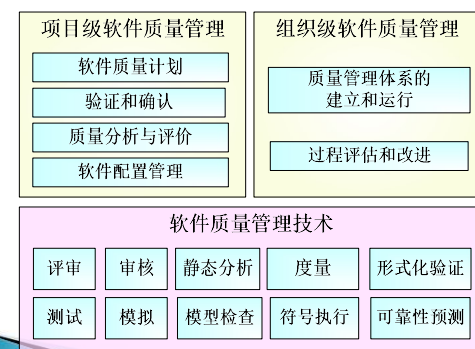 项目级软件质量管理
软件质量计划
验证和确认
质量分析与评价
软件配置管理
组织级软件质量管理
质量管理体系的
建立和运行
过程评估和改进
软件质量管理技术
评审 审核 静态分析 度量 形式化验证
测试 模拟 模型检查 符号执行 可靠性预测